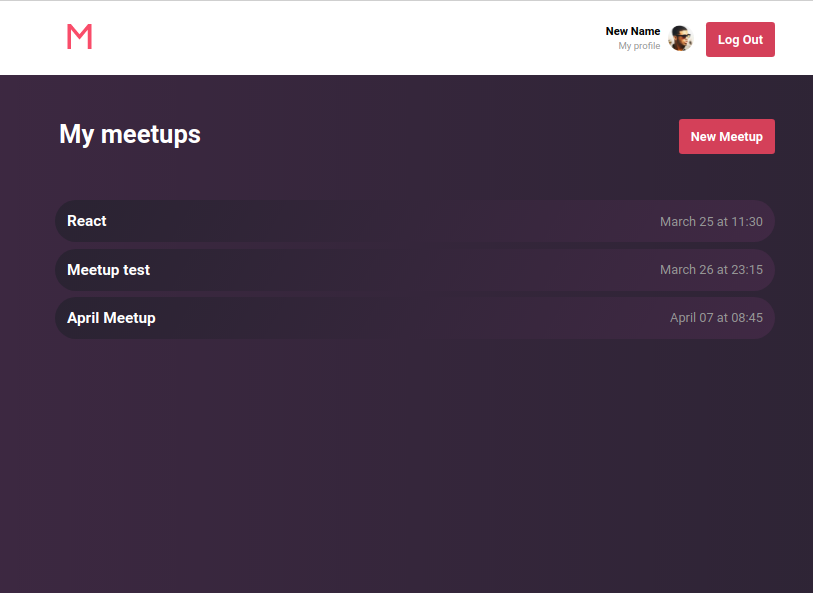 M
New Name
My profile
Log Out
My meetups
New Meetup
React
March 25 at 11:30
Meetup test
March 26 at 23:15
April Meetup
April 07 at 08:45